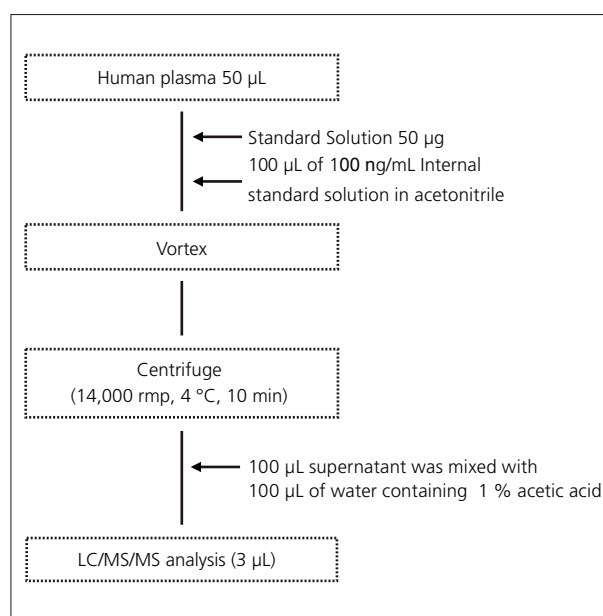 Human plasma 50 µL
Standard Solution 50 µg
100 µL of 100 ng/mL Internal
standard solution in acetonitrile
Vortex
Centrifuge
(14,000 rmp, 4 ºC, 10 min)
100 µL supernatant was mixed with
100 µL of water containing 1 % acetic acid
LC/MS/MS analysis (3 µL)